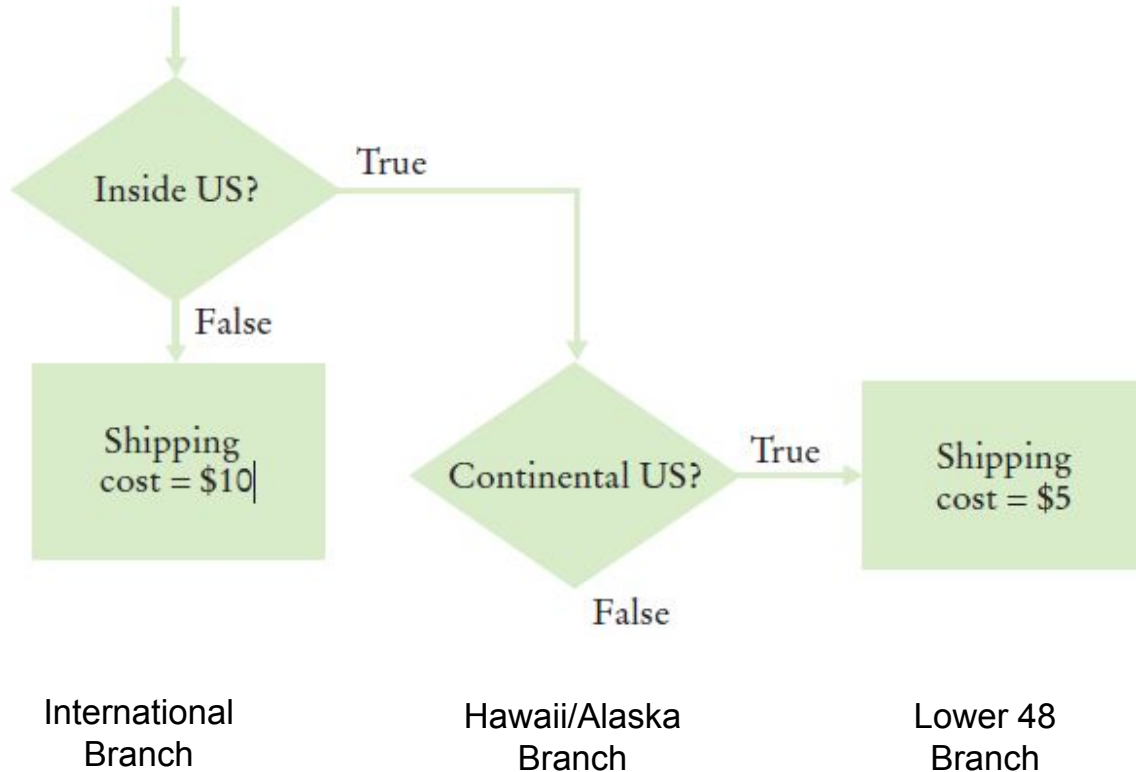 True
Inside US?
False
Shipping
cost = $10
Continental US?
True
Shipping
cost = $5
False
International
Branch
Hawaii/Alaska
Branch
Lower 48
Branch